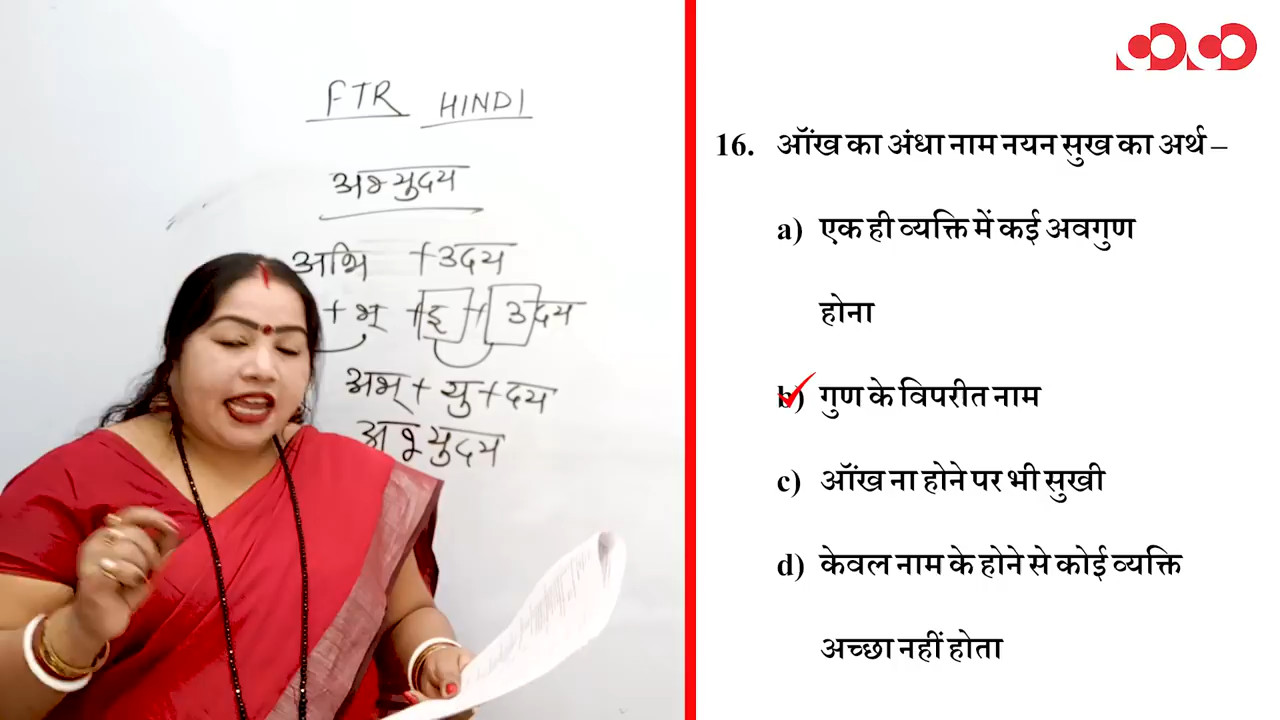 FTR HINDI
अभ्युदय
अभि + उदय
+ भ् + इ + उदय
अभ् + यु + दय
अभ्युदय
16. ऑंख का अंधा नाम नयन सुख का अर्थ –
a) एक ही व्यक्ति में कई अवगुण
होना
b) गुण के विपरीत नाम
c) ऑंख ना होने पर भी सुखी
d) केवल नाम के होने से कोई व्यक्ति
अच्छा नहीं होता